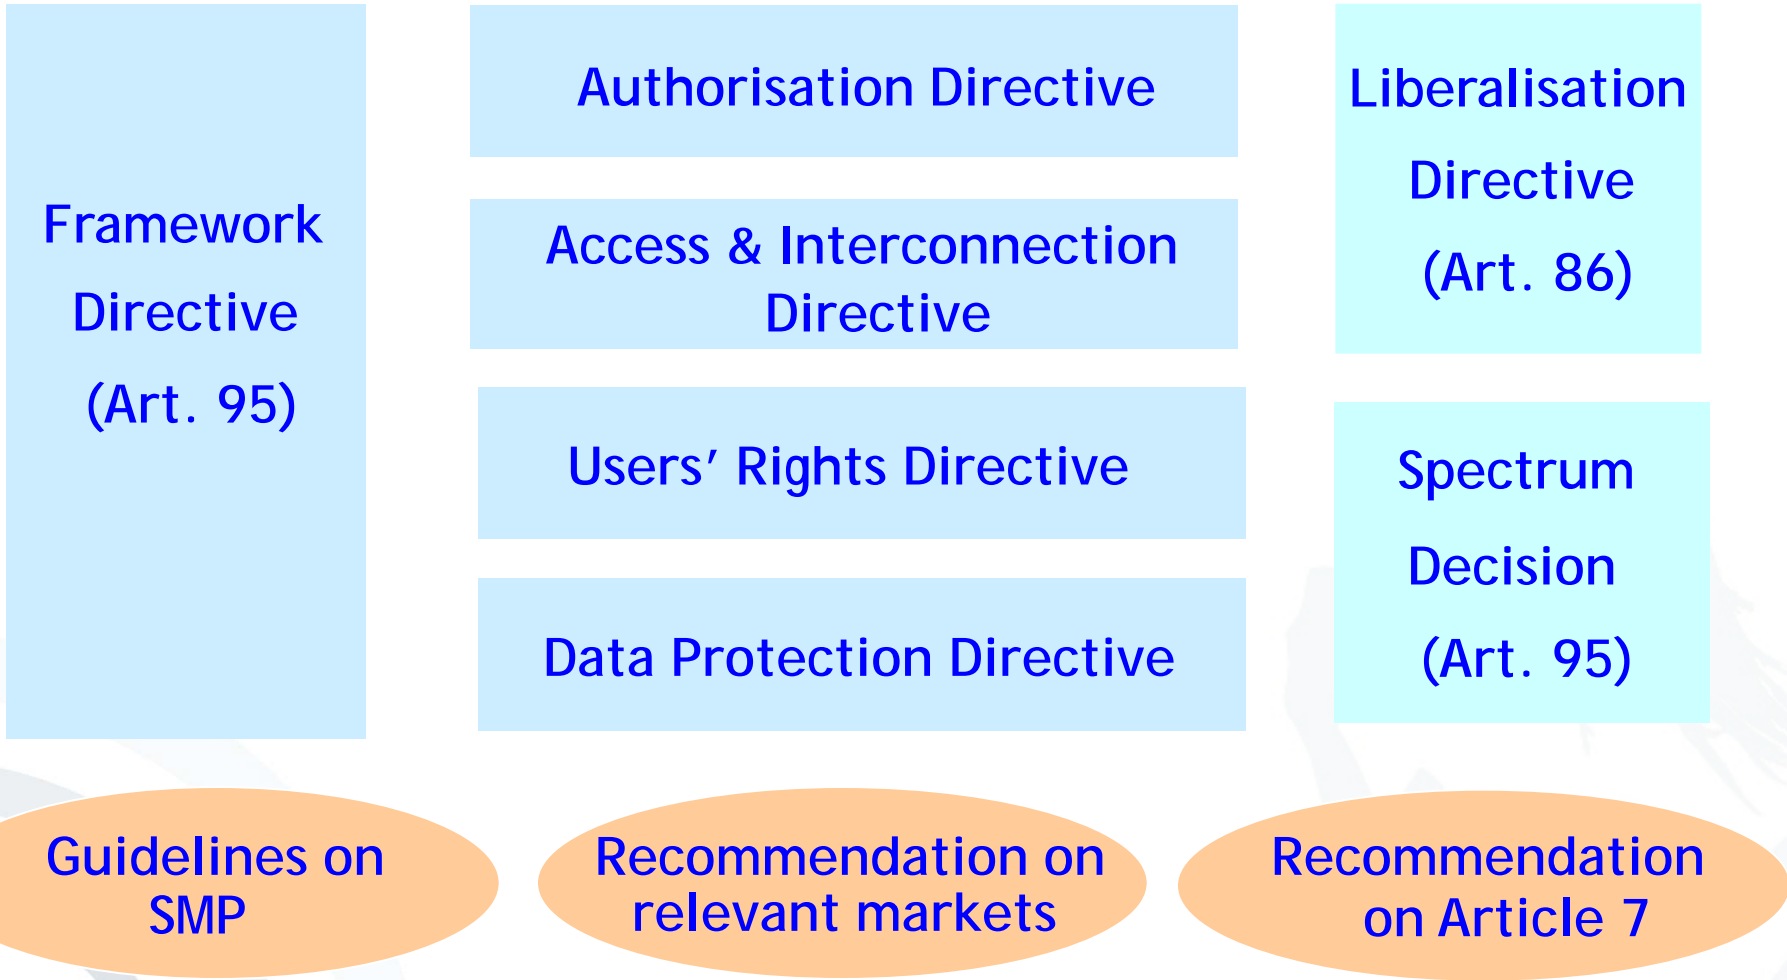 Framework
Directive
(Art. 95)
Authorisation Directive
Access & Interconnection
Directive
Users’ Rights Directive
Data Protection Directive
Liberalisation
Directive
(Art. 86)
Spectrum
Decision
(Art. 95)
Guidelines on
SMP
Recommendation on
relevant markets
Recommendation
on Article 7